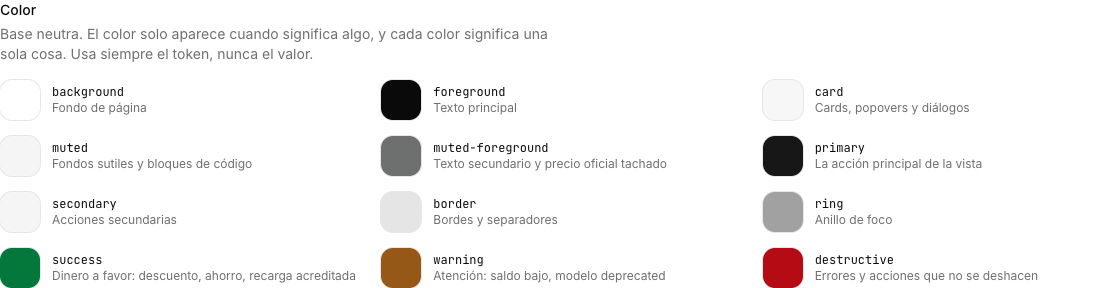 Color
Base neutra. El color solo aparece cuando significa algo, y cada color significa una
sola cosa. Usa siempre el token, nunca el valor.
background
Fondo de página
foreground
Texto principal
card
Cards, popovers y diálogos
muted
Fondos sutiles y bloques de código
muted-foreground
Texto secundario y precio oficial tachado
primary
La acción principal de la vista
secondary
Acciones secundarias
border
Bordes y separadores
ring
Anillo de foco
success
Dinero a favor: descuento, ahorro, recarga acreditada
warning
Atención: saldo bajo, modelo deprecated
destructive
Errores y acciones que no se deshacen